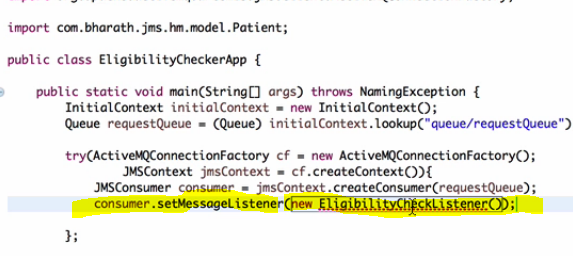 import com.bharath.jms.hm.model.Patient;
public class EligibilityCheckerApp {
public static void main(String[] args) throws NamingException {
InitialContext initialContext = new InitialContext();
Queue requestQueue = (Queue) initialContext.lookup("queue/requestQueue")
try(ActiveMQConnectionFactory cf = new ActiveMQConnectionFactory();
JMSContext jmsContext = cf.createContext()){
JMSConsumer consumer = jmsContext.createConsumer(requestQueue);
consumer.setMessageListener(new EligibilityCheckListener());
};